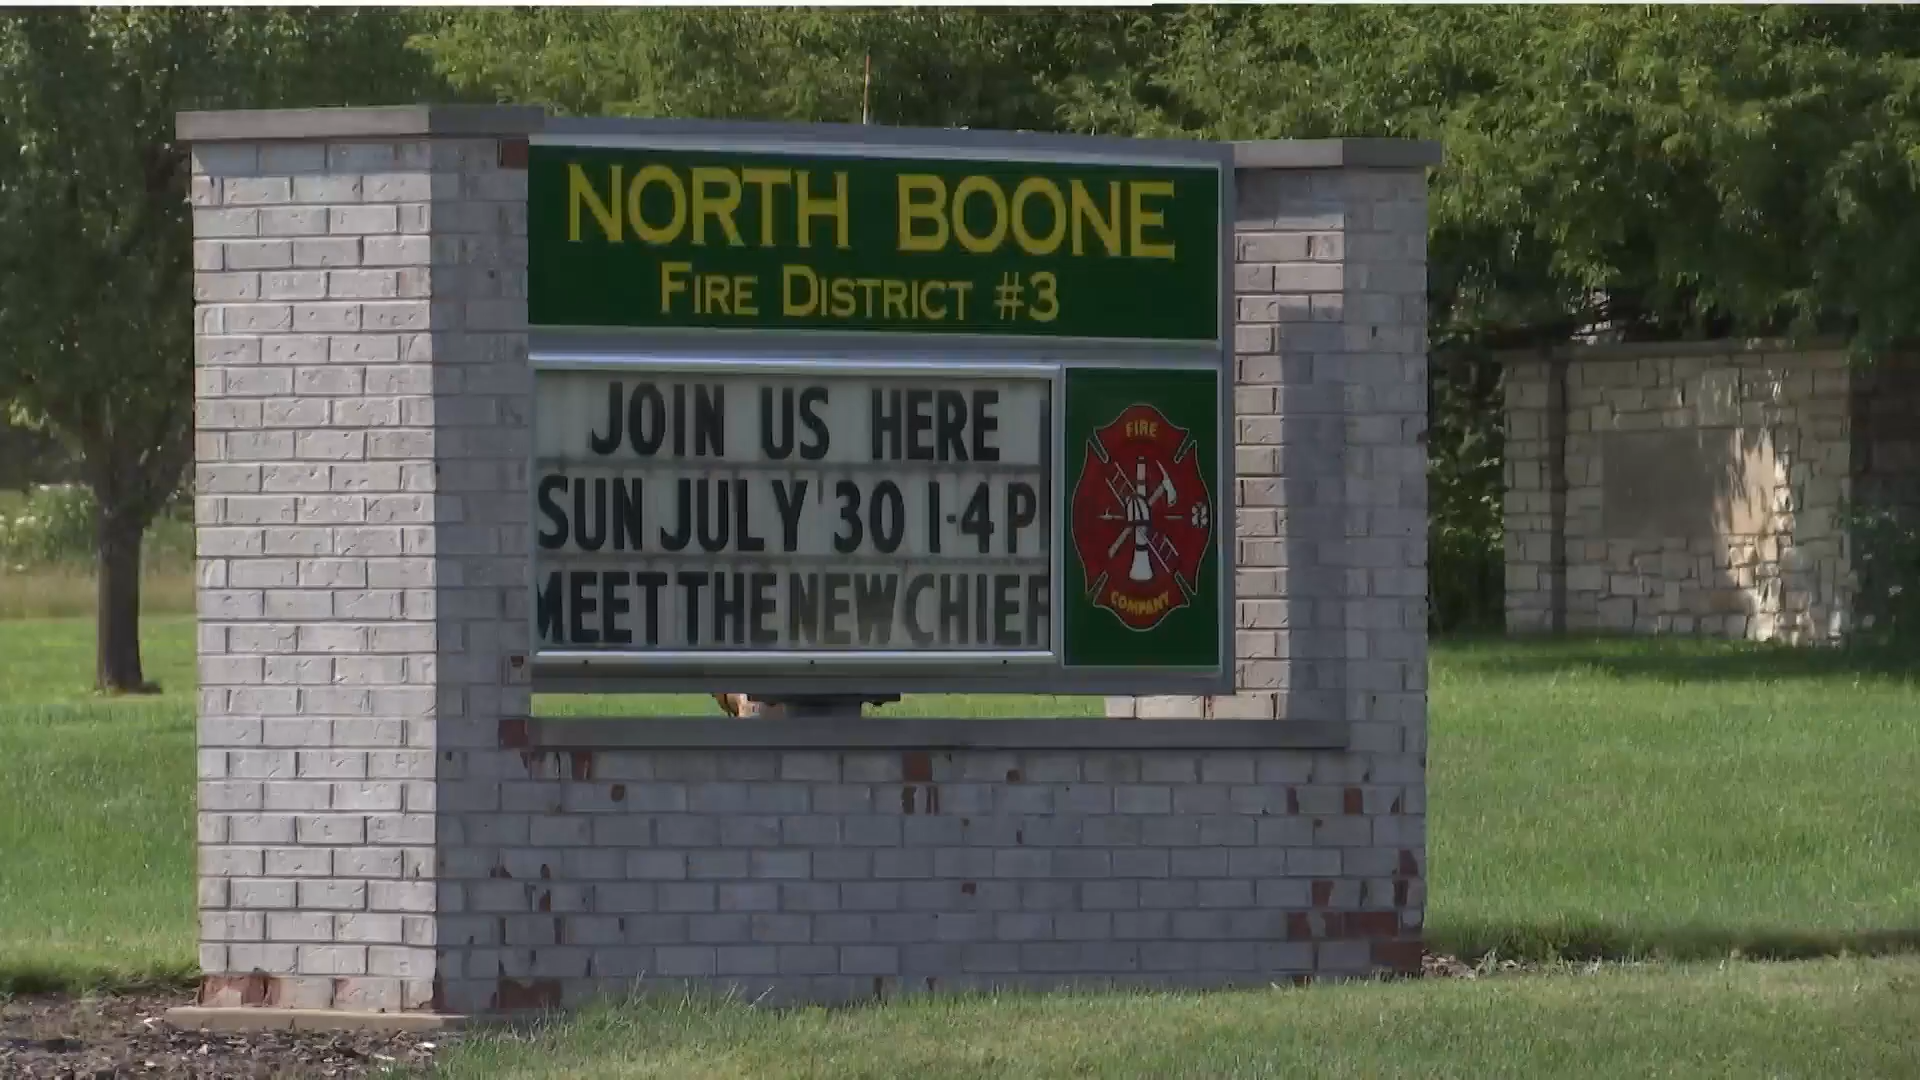 NORTH BOONE
FIRE DISTRICT #3
JOIN US HERE
SUN JULY '30 1-4 P
MEET THE NEW CHIEF
FIRE
COMPANY